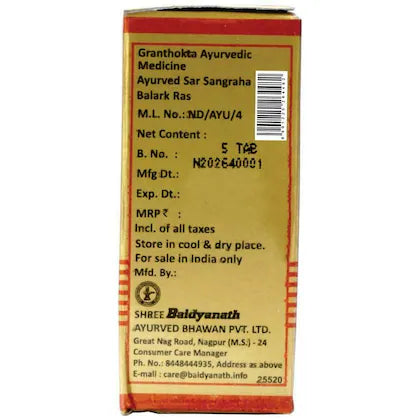 Granthokta Ayurvedic
Medicine
Ayurved Sar Sangraha
Balark Ras
M.L. No.:ND/AYU/4
Net Content :
5 TAB
B. No. : N202640001
Mfg Dt.:
Exp. Dt.:
MRP ₹ :
Incl. of all taxes
Store in cool & dry place.
For sale in India only
Mfd. By.:
SHREE Baidyanath
AYURVED BHAWAN PVT. LTD.
Great Nag Road, Nagpur (M.S.) - 24
Consumer Care Manager
Ph. No.: 8448444935, Address as above
E-mail : care@baidyanath.info
25520